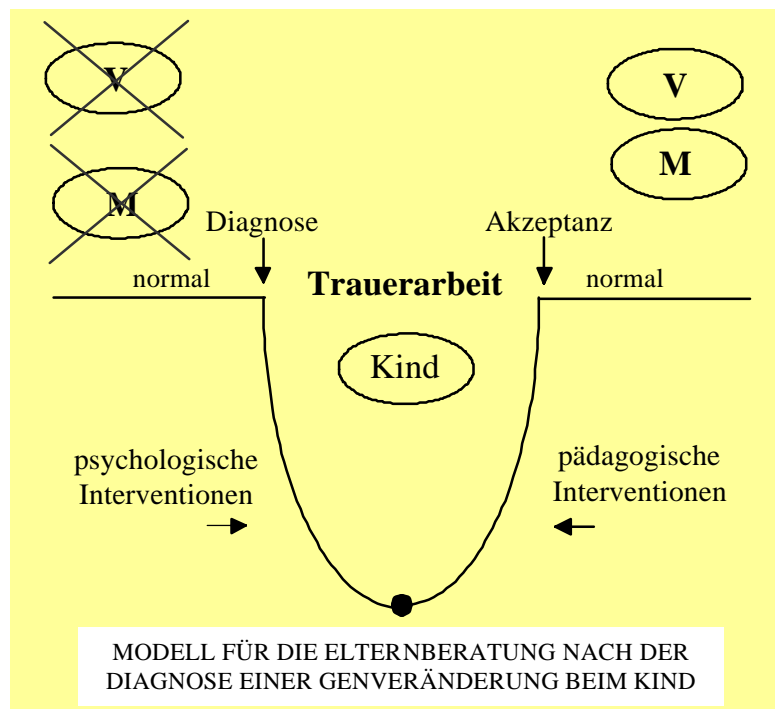 V
V
M
M
Diagnose
Akzeptanz
normal
Trauerarbeit
normal
Kind
psychologische
Interventionen
pädagogische
Interventionen
MODELL FÜR DIE ELTERNBERATUNG NACH DER
DIAGNOSE EINER GENVERÄNDERUNG BEIM KIND